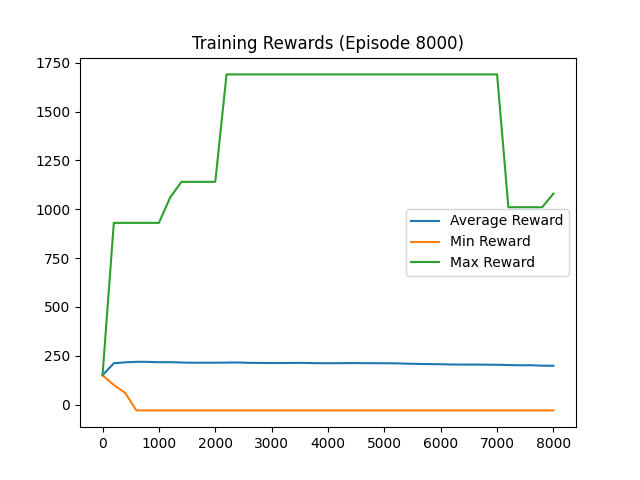 Training Rewards (Episode 8000)
1750
1500
1250
1000
750
500
250
0
Average Reward
Min Reward
Max Reward
0 1000 2000 3000 4000 5000 6000 7000 8000